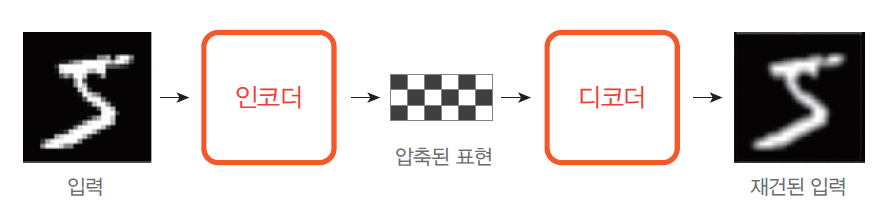 인코더
디코더
압축된 표현
입력
재건된 입력